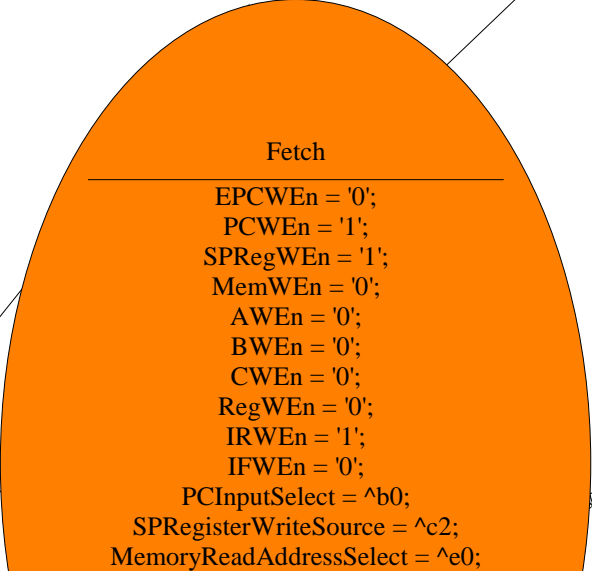 Fetch
EPCWEn = '0';
PCWEn = '1';
SPRegWEn = '1';
MemWEn = '0';
AWEn = '0';
BWEn = '0';
CWEn = '0';
RegWEn = '0';
IRWEn = '1';
IFWEn = '0';
PCInputSelect = ^b0;
SPRegisterWriteSource = ^c2;
MemoryReadAddressSelect = ^e0;